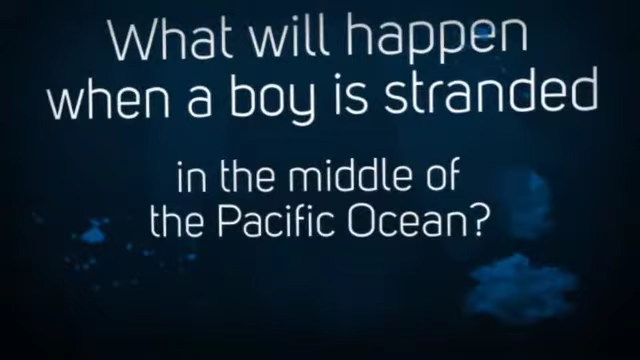 What will happen
when a boy is stranded
in the middle of
the Pacific Ocean?